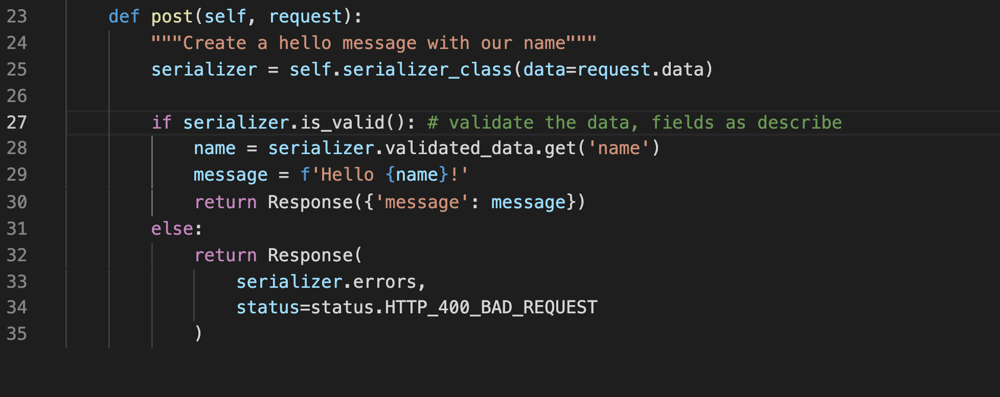 23 def post(self, request):
24 """Create a hello message with our name"""
25 serializer = self.serializer_class(data=request.data)
26
27 if serializer.is_valid(): # validate the data, fields as describe
28 name = serializer.validated_data.get('name')
29 message = f'Hello {name}!'
30 return Response({'message': message})
31 else:
32 return Response(
33 serializer.errors,
34 status=status.HTTP_400_BAD_REQUEST
35 )